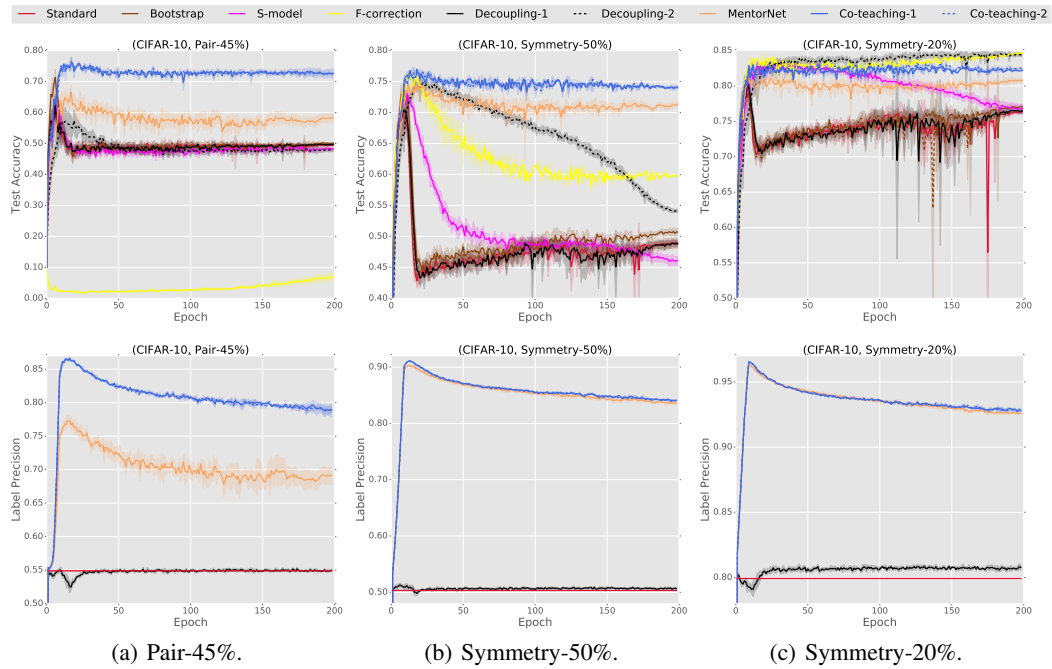 Standard Bootstrap S-model F-correction Decoupling-1 Decoupling-2 MentorNet Co-teaching-1 Co-teaching-2
(CIFAR-10, Pair-45%) (CIFAR-10, Symmetry-50%) (CIFAR-10, Symmetry-20%)
Test Accuracy
0.80
0.70
0.60
0.50
0.40
0.30
0.20
0.10
0.00
0 50 100 150 200
Epoch
Test Accuracy
0.80
0.75
0.70
0.65
0.60
0.55
0.50
0.45
0.40
0 50 100 150 200
Epoch
Test Accuracy
0.85
0.80
0.75
0.70
0.65
0.60
0.55
0.50
0 50 100 150 200
Epoch
(CIFAR-10, Pair-45%) (CIFAR-10, Symmetry-50%) (CIFAR-10, Symmetry-20%)
Label Precision
0.85
0.80
0.75
0.70
0.65
0.60
0.55
0.50
0 50 100 150 200
Epoch
Label Precision
0.90
0.80
0.70
0.60
0.50
0 50 100 150 200
Epoch
Label Precision
0.95
0.90
0.85
0.80
0 50 100 150 200
Epoch
(a) Pair-45%. (b) Symmetry-50%. (c) Symmetry-20%.